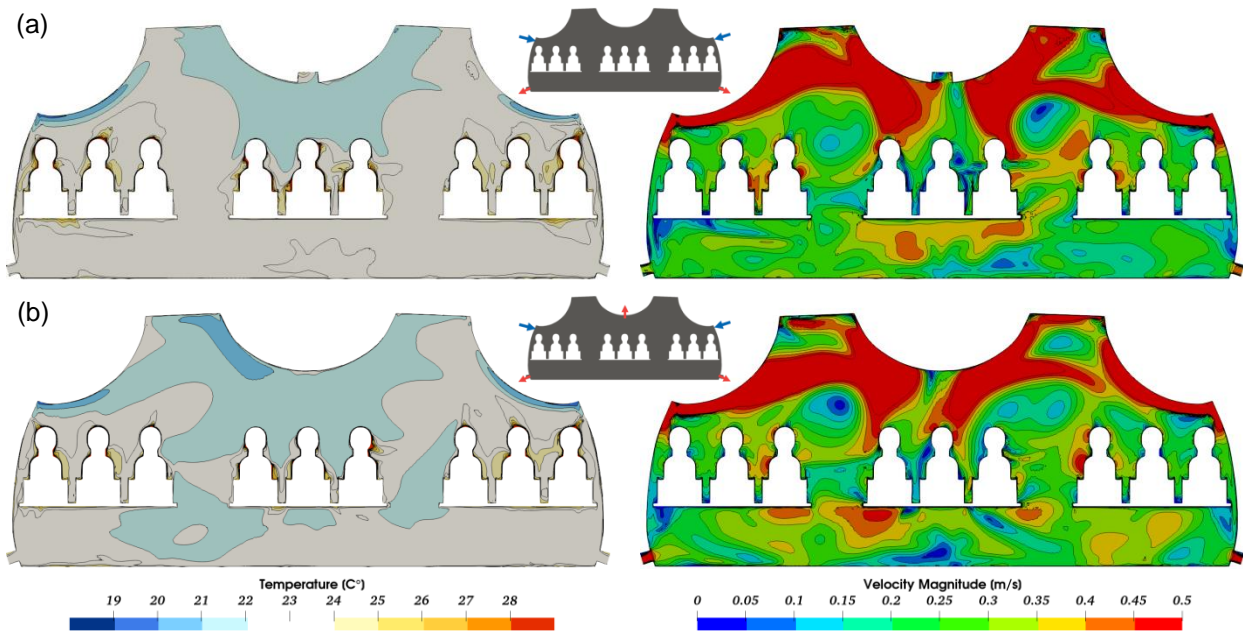 (a)
(b)
Temperature [C°]
19 20 21 22 23 24 25 26 27 28
Velocity Magnitude [m/s]
0 0.05 0.1 0.15 0.2 0.25 0.3 0.35 0.4 0.45 0.5